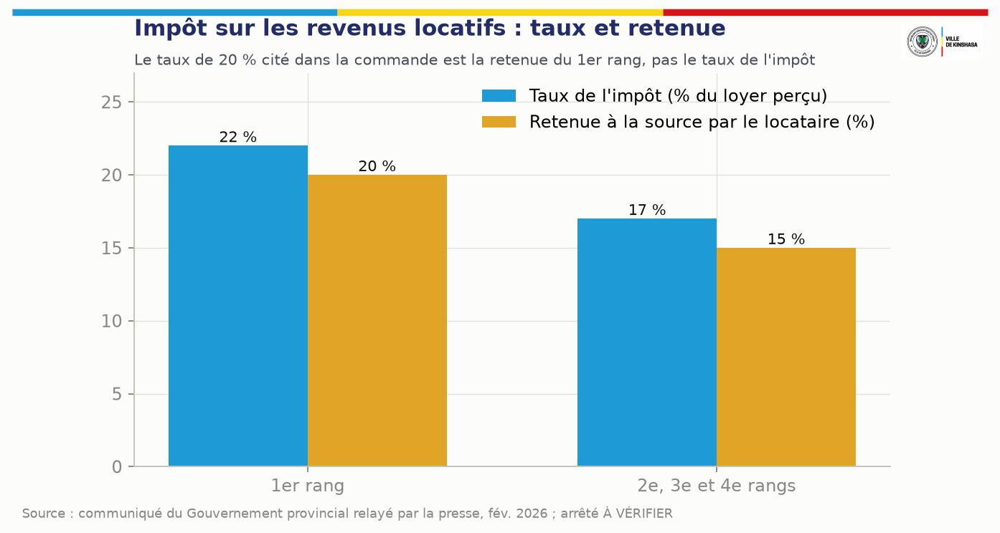 Impôt sur les revenus locatifs : taux et retenue
Le taux de 20 % cité dans la commande est la retenue du 1er rang, pas le taux de l'impôt
VILLE
DE KINSHASA
Taux de l'impôt (% du loyer perçu)
Retenue à la source par le locataire (%)
25
20
15
10
5
0
22 %
20 %
17 %
15 %
1er rang
2e, 3e et 4e rangs
Source : communiqué du Gouvernement provincial relayé par la presse, fév. 2026 ; arrêté À VÉRIFIER